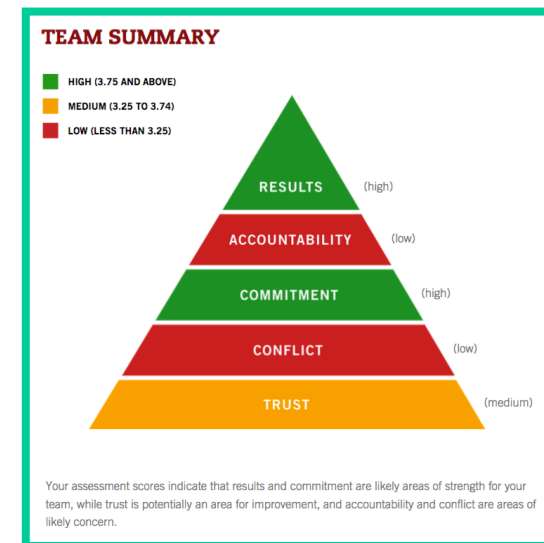 TEAM SUMMARY
HIGH (3.75 AND ABOVE)
MEDIUM (3.25 TO 3.74)
LOW (LESS THAN 3.25)
RESULTS (high)
ACCOUNTABILITY (low)
COMMITMENT (high)
CONFLICT (low)
TRUST (medium)
Your assessment scores indicate that results and commitment are likely areas of strength for your
team, while trust is potentially an area for improvement, and accountability and conflict are areas of
likely concern.